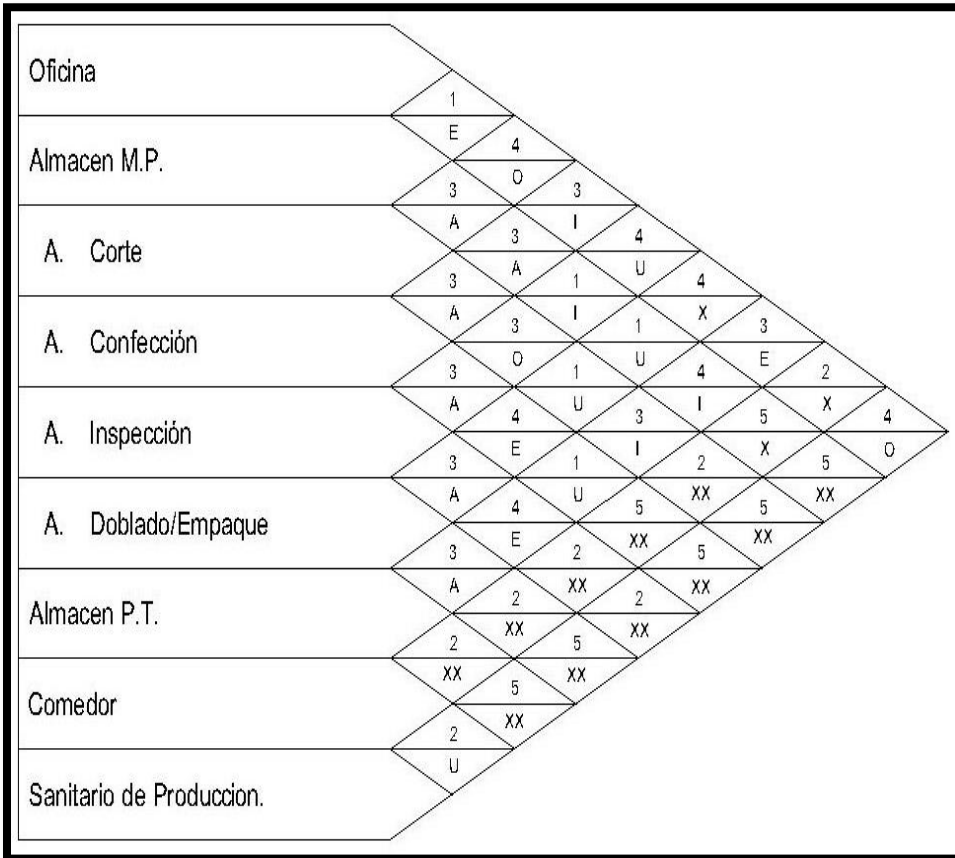 Oficina
1
E
4
Almacen M.P.
O
3 3
A I
3 4
A. Corte
A U
3 1 4
A I X
3 1 3
A. Confección
O U E
3 1 4 2
A U I X
4 3 5 4
A. Inspección
E I X O
3 1 2 5
A U XX XX
4 5 5
A. Doblado/Empaque
E XX XX
3 2 5
A XX XX
2 2
Almacen P.T.
XX XX
2 5
XX XX
5
Comedor
XX
2
U
Sanitario de Produccion.